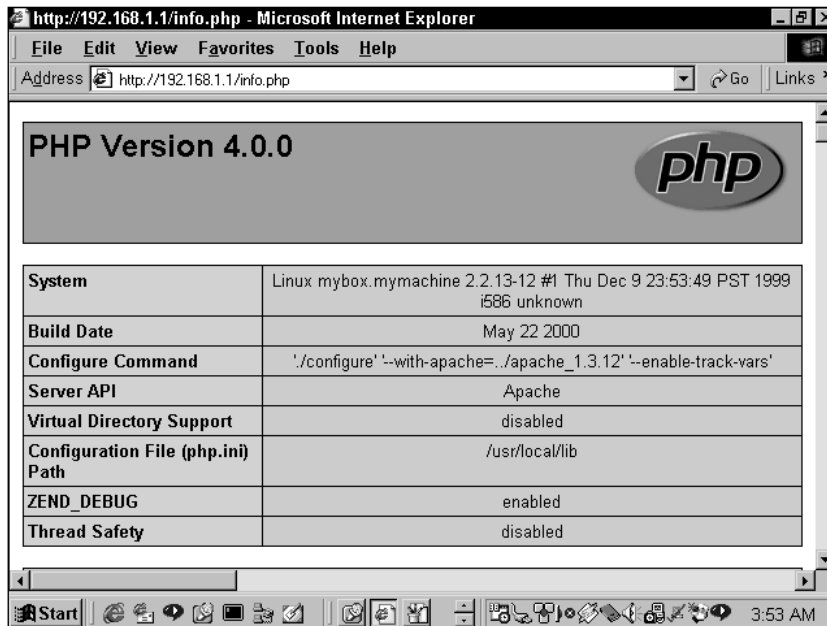 http://192.168.1.1/info.php - Microsoft Internet Explorer
File Edit View Favorites Tools Help
Address http://192.168.1.1/info.php Go Links
PHP Version 4.0.0
php
System Linux mybox.mymachine 2.2.13-12 #1 Thu Dec 9 23:53:49 PST 1999
i586 unknown
Build Date May 22 2000
Configure Command './configure' '--with-apache=../apache_1.3.12' '--enable-track-vars'
Server API Apache
Virtual Directory Support disabled
Configuration File (php.ini) /usr/local/lib
Path
ZEND_DEBUG enabled
Thread Safety disabled
Start 3:53 AM